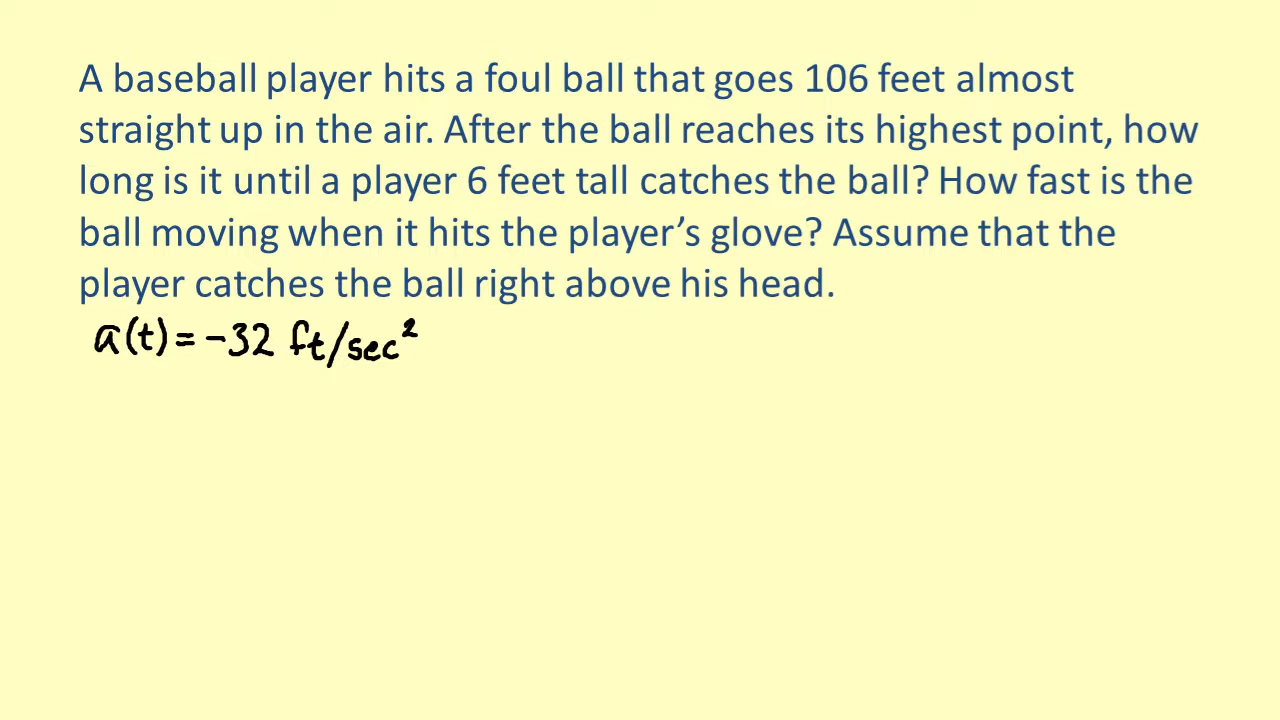 A baseball player hits a foul ball that goes 106 feet almost
straight up in the air. After the ball reaches its highest point, how
long is it until a player 6 feet tall catches the ball? How fast is the
ball moving when it hits the player’s glove? Assume that the
player catches the ball right above his head.
a(t) = -32 ft/sec²